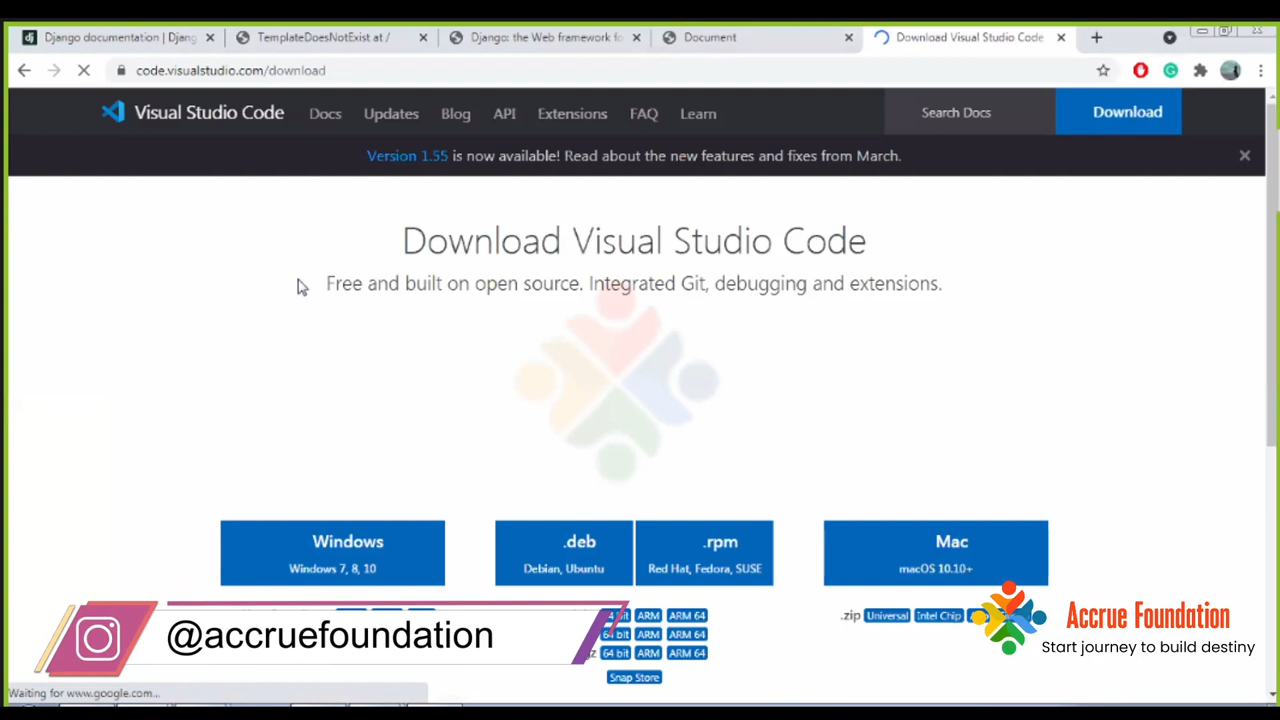 Django documentation | Djang
TemplateDoesNotExist at /
Django: the Web framework fo
Document
Download Visual Studio Code
code.visualstudio.com/download
Visual Studio Code
Docs
Updates
Blog
API
Extensions
FAQ
Learn
Search Docs
Download
Version 1.55 is now available! Read about the new features and fixes from March.
Download Visual Studio Code
Free and built on open source. Integrated Git, debugging and extensions.
Windows
Windows 7, 8, 10
.deb
Debian, Ubuntu
.rpm
Red Hat, Fedora, SUSE
Mac
macOS 10.10+
bit ARM ARM 64
64 bit ARM ARM 64
64 bit ARM ARM 64
Snap Store
.zip Universal Intel Chip
@accruefoundation
Accrue Foundation
Start journey to build destiny
Waiting for www.google.com...